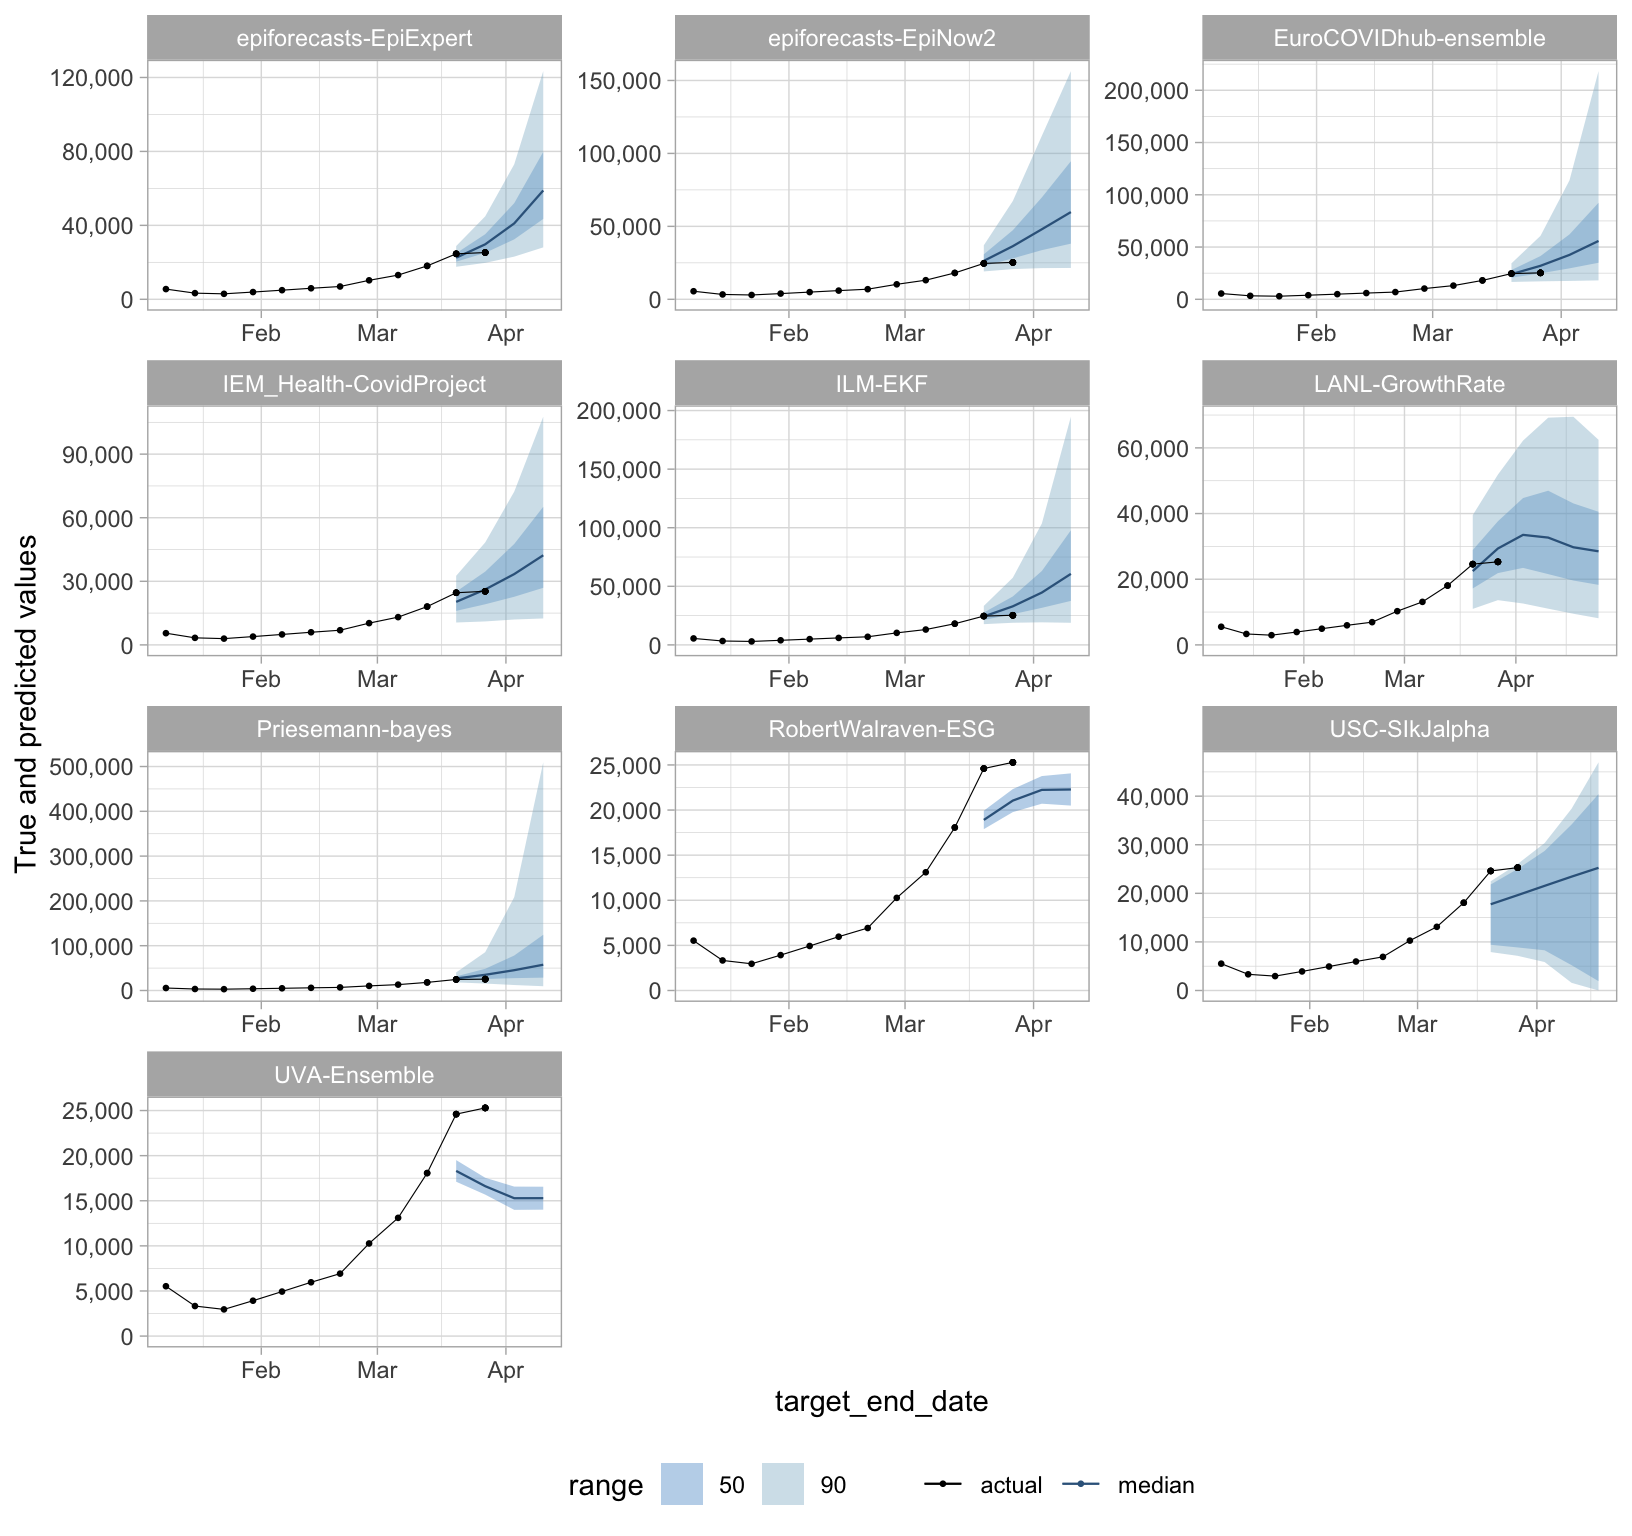 epiforecasts-EpiExpert
epiforecasts-EpiNow2
EuroCOVIDhub-ensemble
120,000
80,000
40,000
0
Feb Mar Apr
150,000
100,000
50,000
0
Feb Mar Apr
200,000
150,000
100,000
50,000
0
Feb Mar Apr
IEM_Health-CovidProject
ILM-EKF
LANL-GrowthRate
90,000
60,000
30,000
0
Feb Mar Apr
200,000
150,000
100,000
50,000
0
Feb Mar Apr
60,000
40,000
20,000
0
Feb Mar Apr
True and predicted values
Priesemann-bayes
RobertWalraven-ESG
USC-SIkJalpha
500,000
400,000
300,000
200,000
100,000
0
Feb Mar Apr
25,000
20,000
15,000
10,000
5,000
0
Feb Mar Apr
40,000
30,000
20,000
10,000
0
Feb Mar Apr
UVA-Ensemble
25,000
20,000
15,000
10,000
5,000
0
Feb Mar Apr
target_end_date
range 50 90 actual median